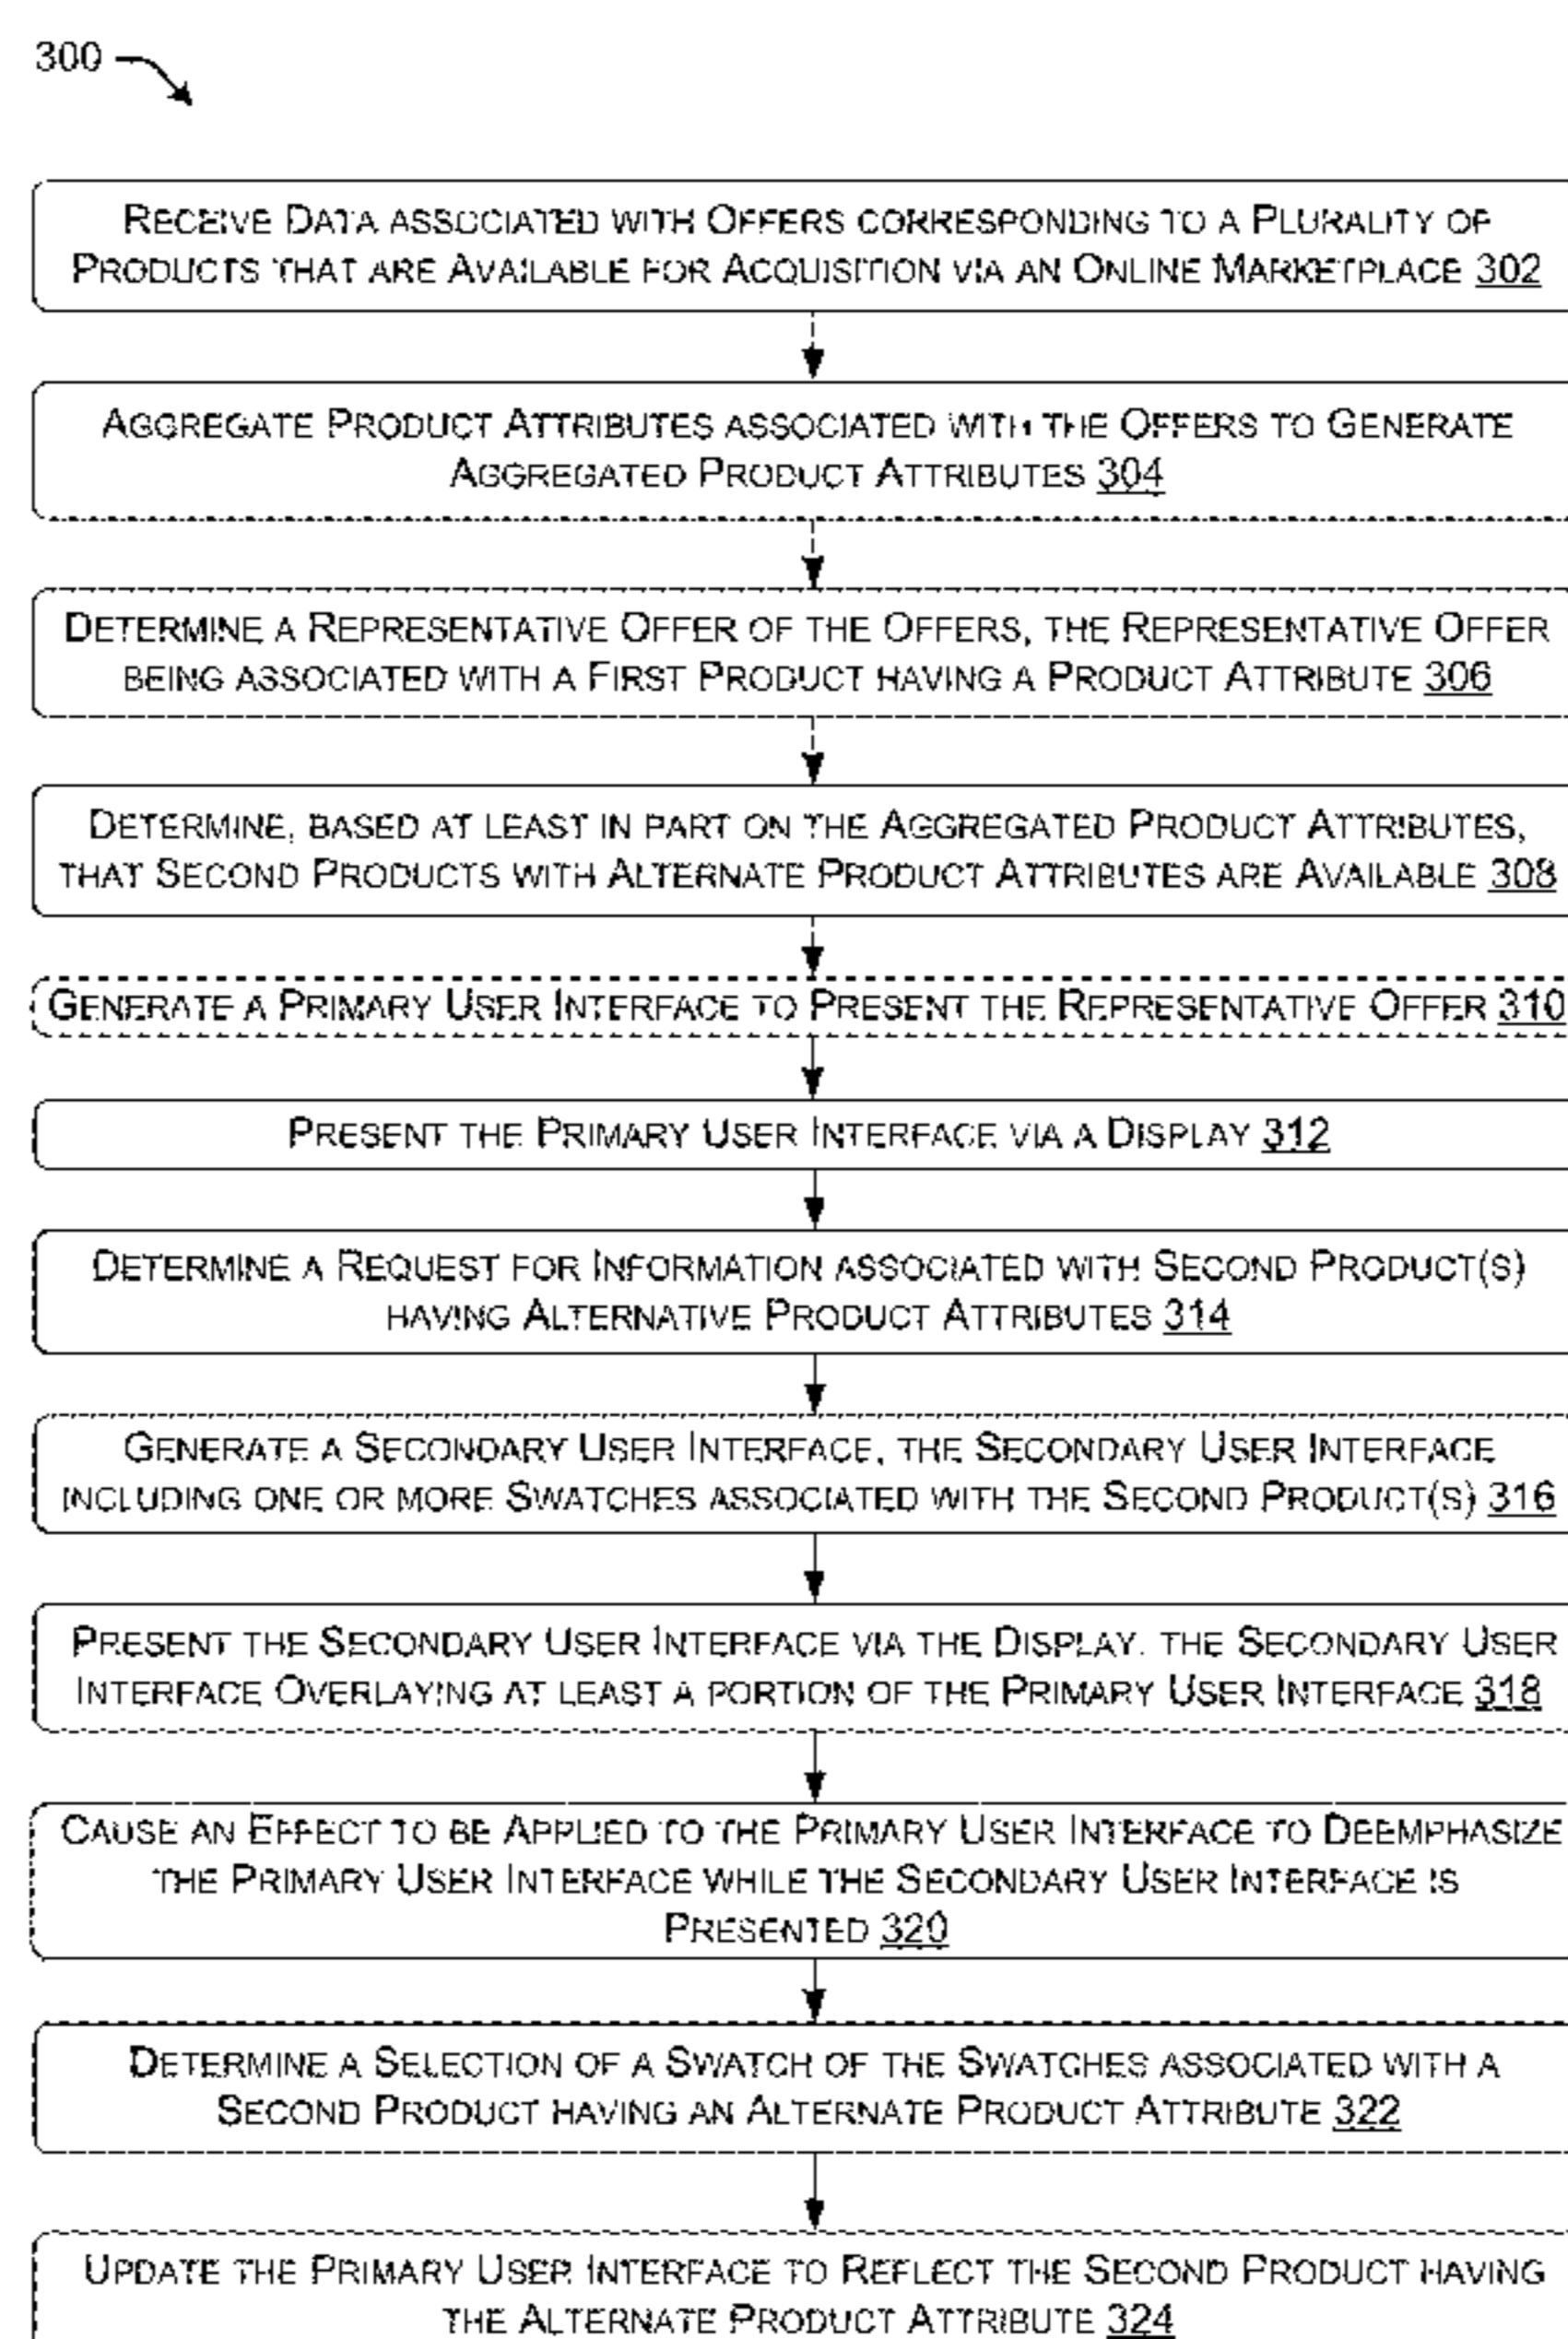 300
RECEIVE DATA ASSOCIATED WITH OFFERS CORRESPONDING TO A PLURALITY OF
PRODUCTS THAT ARE AVAILABLE FOR ACQUISITION VIA AN ONLINE MARKETPLACE 302
AGGREGATE PRODUCT ATTRIBUTES ASSOCIATED WITH THE OFFERS TO GENERATE
AGGREGATED PRODUCT ATTRIBUTES 304
DETERMINE A REPRESENTATIVE OFFER OF THE OFFERS, THE REPRESENTATIVE OFFER
BEING ASSOCIATED WITH A FIRST PRODUCT HAVING A PRODUCT ATTRIBUTE 306
DETERMINE, BASED AT LEAST IN PART ON THE AGGREGATED PRODUCT ATTRIBUTES,
THAT SECOND PRODUCTS WITH ALTERNATE PRODUCT ATTRIBUTES ARE AVAILABLE 308
GENERATE A PRIMARY USER INTERFACE TO PRESENT THE REPRESENTATIVE OFFER 310
PRESENT THE PRIMARY USER INTERFACE VIA A DISPLAY 312
DETERMINE A REQUEST FOR INFORMATION ASSOCIATED WITH SECOND PRODUCT(S)
HAVING ALTERNATIVE PRODUCT ATTRIBUTES 314
GENERATE A SECONDARY USER INTERFACE, THE SECONDARY USER INTERFACE
INCLUDING ONE OR MORE SWATCHES ASSOCIATED WITH THE SECOND PRODUCT(S) 316
PRESENT THE SECONDARY USER INTERFACE VIA THE DISPLAY, THE SECONDARY USER
INTERFACE OVERLAYING AT LEAST A PORTION OF THE PRIMARY USER INTERFACE 318
CAUSE AN EFFECT TO BE APPLIED TO THE PRIMARY USER INTERFACE TO DEEMPHASIZE
THE PRIMARY USER INTERFACE WHILE THE SECONDARY USER INTERFACE IS
PRESENTED 320
DETERMINE A SELECTION OF A SWATCH OF THE SWATCHES ASSOCIATED WITH A
SECOND PRODUCT HAVING AN ALTERNATE PRODUCT ATTRIBUTE 322
UPDATE THE PRIMARY USER INTERFACE TO REFLECT THE SECOND PRODUCT HAVING
THE ALTERNATE PRODUCT ATTRIBUTE 324